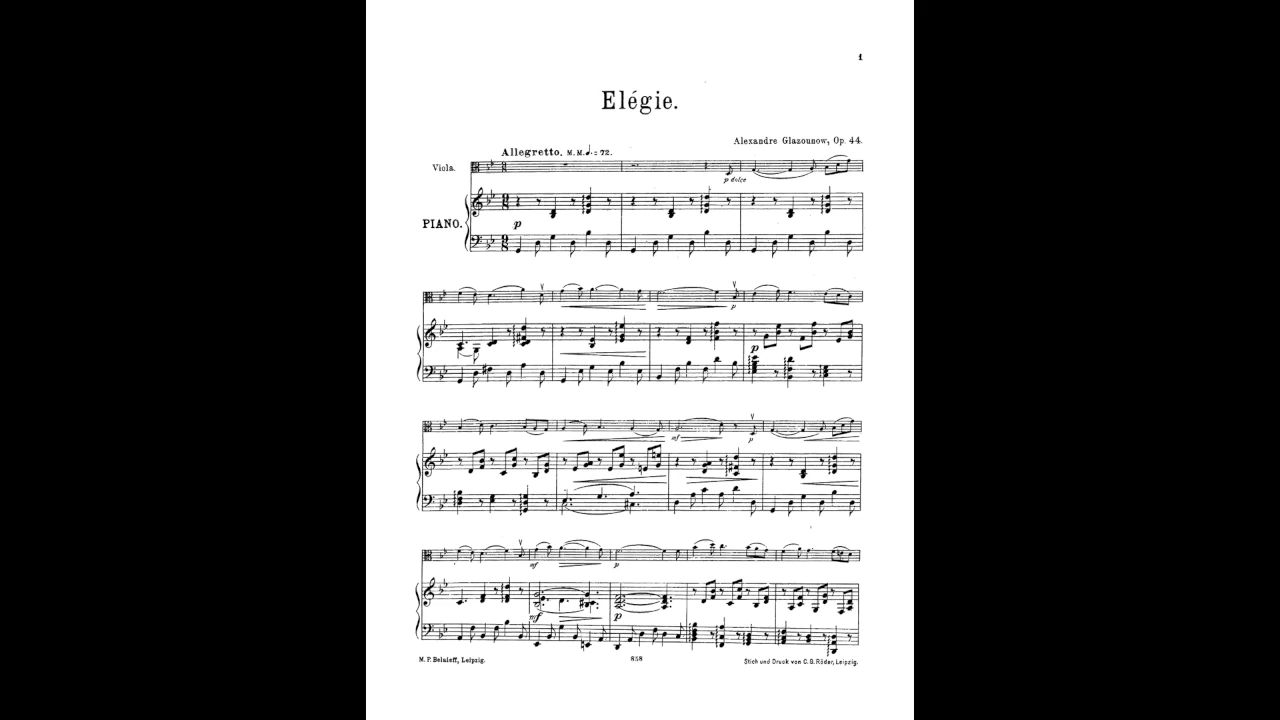 1
Elégie.
Alexandre Glazounow, Op. 44.
Allegretto. M.M. ♩.= 72.
Viola.
p dolce
PIANO.
p
p
p
mf
p
mf
p
mf
p
M. P. Belaieff, Leipzig.
858
Stich und Druck von C. G. Röder, Leipzig.